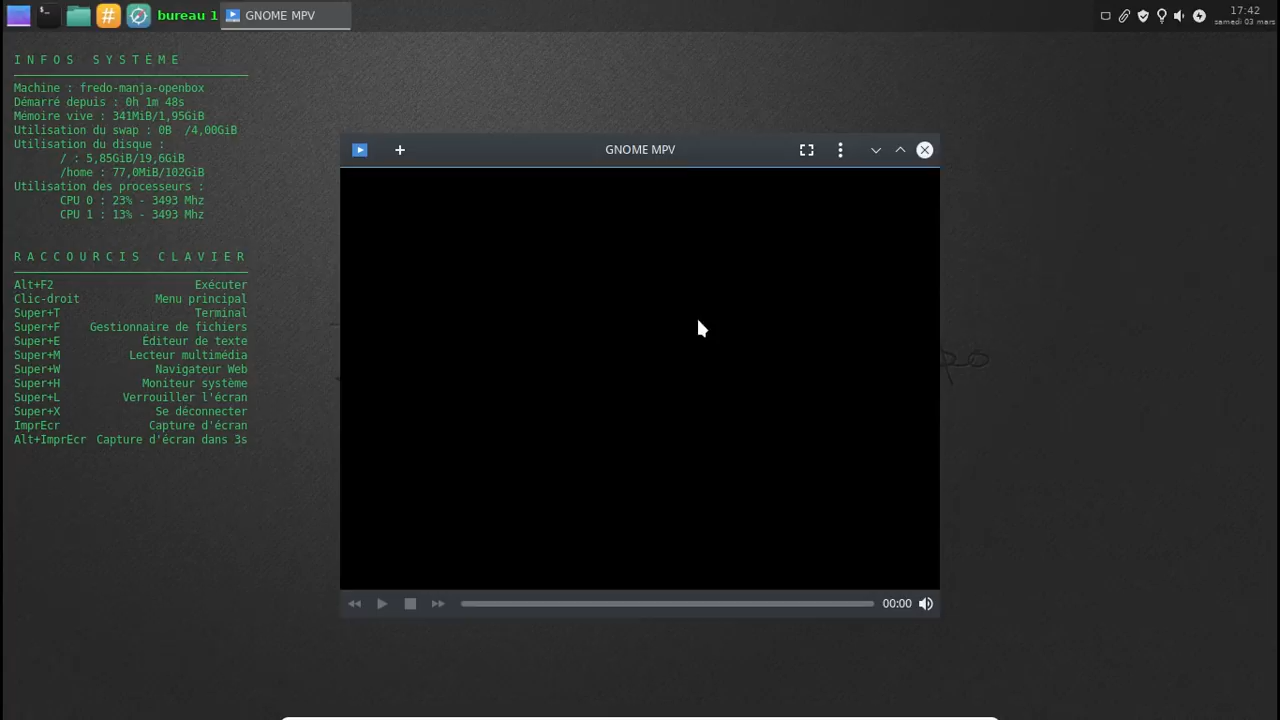 bureau 1
GNOME MPV
17:42
samedi 03 mars
INFOS SYSTÈME
Machine : fredo-manja-openbox
Démarré depuis : 0h 1m 48s
Mémoire vive : 341MiB/1,95GiB
Utilisation du swap : 0B /4,00GiB
Utilisation du disque :
/ : 5,85GiB/19,6GiB
/home : 77,0MiB/102GiB
Utilisation des processeurs :
CPU 0 : 23% - 3493 Mhz
CPU 1 : 13% - 3493 Mhz
RACCOURCIS CLAVIER
Alt+F2 Exécuter
Clic-droit Menu principal
Super+T Terminal
Super+F Gestionnaire de fichiers
Super+E Éditeur de texte
Super+M Lecteur multimédia
Super+W Navigateur Web
Super+H Moniteur système
Super+L Verrouiller l'écran
Super+X Se déconnecter
ImprEcr Capture d'écran
Alt+ImprEcr Capture d'écran dans 3s
GNOME MPV
00:00